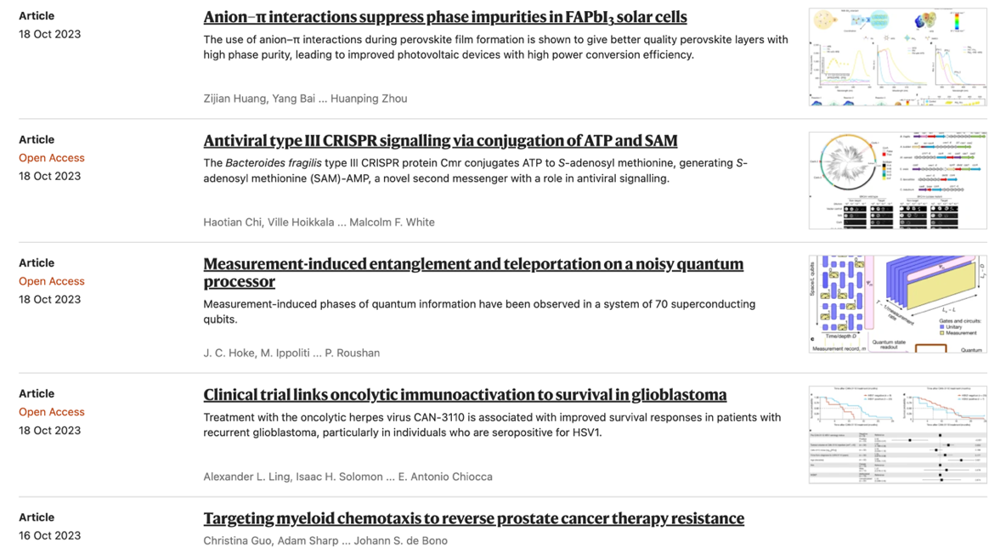 Article
18 Oct 2023
Anion–π interactions suppress phase impurities in FAPbI3 solar cells
The use of anion–π interactions during perovskite film formation is shown to give better quality perovskite layers with
high phase purity, leading to improved photovoltaic devices with high power conversion efficiency.
Zijian Huang, Yang Bai ... Huanping Zhou
Article
Open Access
18 Oct 2023
Antiviral type III CRISPR signalling via conjugation of ATP and SAM
The Bacteroides fragilis type III CRISPR protein Cmr conjugates ATP to S-adenosyl methionine, generating S-
adenosyl methionine (SAM)-AMP, a novel second messenger with a role in antiviral signalling.
Haotian Chi, Ville Hoikkala ... Malcolm F. White
Article
Open Access
18 Oct 2023
Measurement-induced entanglement and teleportation on a noisy quantum
processor
Measurement-induced phases of quantum information have been observed in a system of 70 superconducting
qubits.
J. C. Hoke, M. Ippoliti ... P. Roushan
Space/L qubits
Time/depth D
Measurement record, m
T − 1/measurement
rate
Gates and circuits:
Unitary
Measurement
Quantum state
readout
Quantum
Article
Open Access
18 Oct 2023
Clinical trial links oncolytic immunoactivation to survival in glioblastoma
Treatment with the oncolytic herpes virus CAN-3110 is associated with improved survival responses in patients with
recurrent glioblastoma, particularly in individuals who are seropositive for HSV1.
Alexander L. Ling, Isaac H. Solomon ... E. Antonio Chiocca
Article
16 Oct 2023
Targeting myeloid chemotaxis to reverse prostate cancer therapy resistance
Christina Guo, Adam Sharp ... Johann S. de Bono